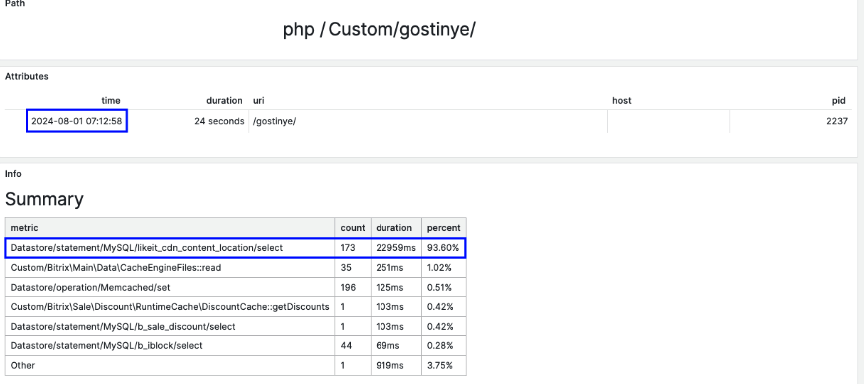 Path
php /Custom/gostinye/
Attributes
time duration uri host pid
2024-08-01 07:12:58 24 seconds /gostinye/ 2237
Info
Summary
metric count duration percent
Datastore/statement/MySQL/likeit_cdn_content_location/select 173 22959ms 93.60%
Custom/Bitrix\Main\Data\CacheEngineFiles::read 35 251ms 1.02%
Datastore/operation/Memcached/set 196 125ms 0.51%
Custom/Bitrix\Sale\Discount\RuntimeCache\DiscountCache::getDiscounts 1 103ms 0.42%
Datastore/statement/MySQL/b_sale_discount/select 1 103ms 0.42%
Datastore/statement/MySQL/b_iblock/select 44 69ms 0.28%
Other 1 919ms 3.75%